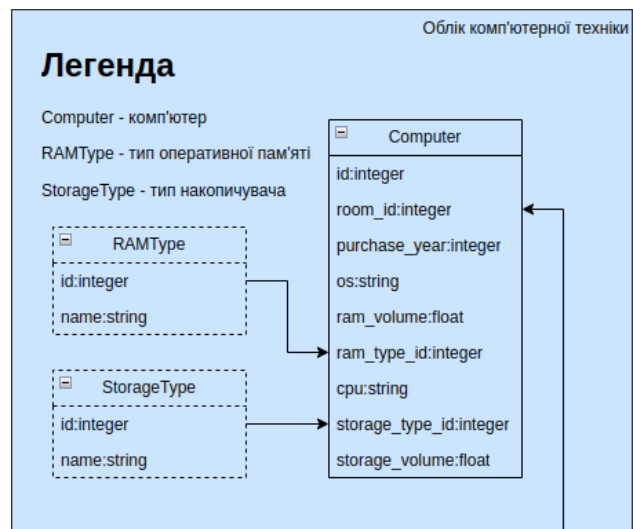 Облік комп'ютерної техніки
Легенда
Computer - комп'ютер
RAMType - тип оперативної пам'яті
StorageType - тип накопичувача
RAMType
id:integer
name:string
StorageType
id:integer
name:string
Computer
id:integer
room_id:integer
purchase_year:integer
os:string
ram_volume:float
ram_type_id:integer
cpu:string
storage_type_id:integer
storage_volume:float